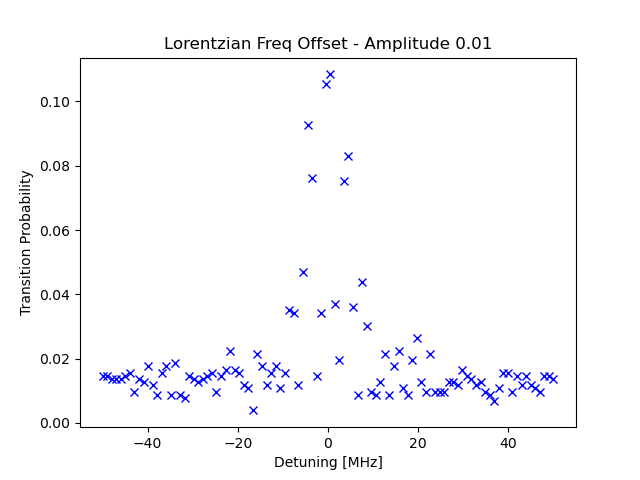 Lorentzian Freq Offset - Amplitude 0.01
Transition Probability
0.10
0.08
0.06
0.04
0.02
0.00
−40 −20 0 20 40
Detuning [MHz]